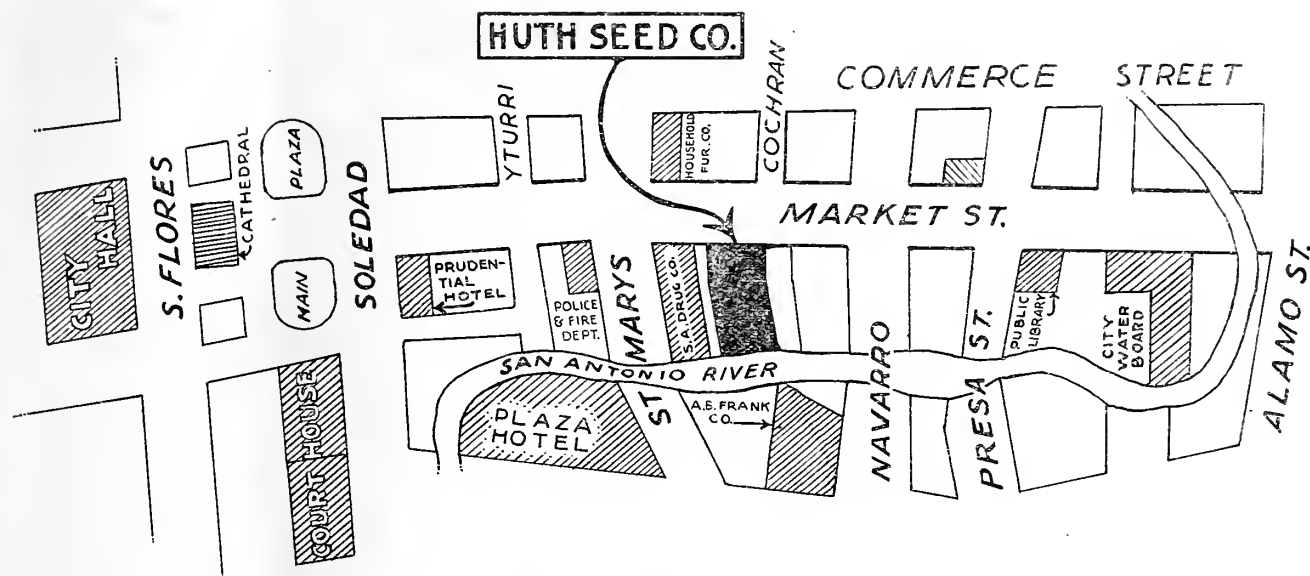 HUTH SEED CO.
COMMERCE STREET
YTURRI
HOUSEHOLD
FUR. CO.
COCHRAN
S. FLORES
CATHEDRAL
PLAZA
SOLEDAD
MARKET ST.
CITY
HALL
MAIN
PRUDEN-
TIAL
HOTEL
POLICE
& FIRE
DEPT.
ST MARYS
S.A. DRUG CO.
NAVARRO
PRESA ST.
PUBLIC
LIBRARY
CITY
WATER
BOARD
ALAMO ST.
SAN ANTONIO RIVER
COURT HOUSE
PLAZA
HOTEL
A.B. FRANK
CO.